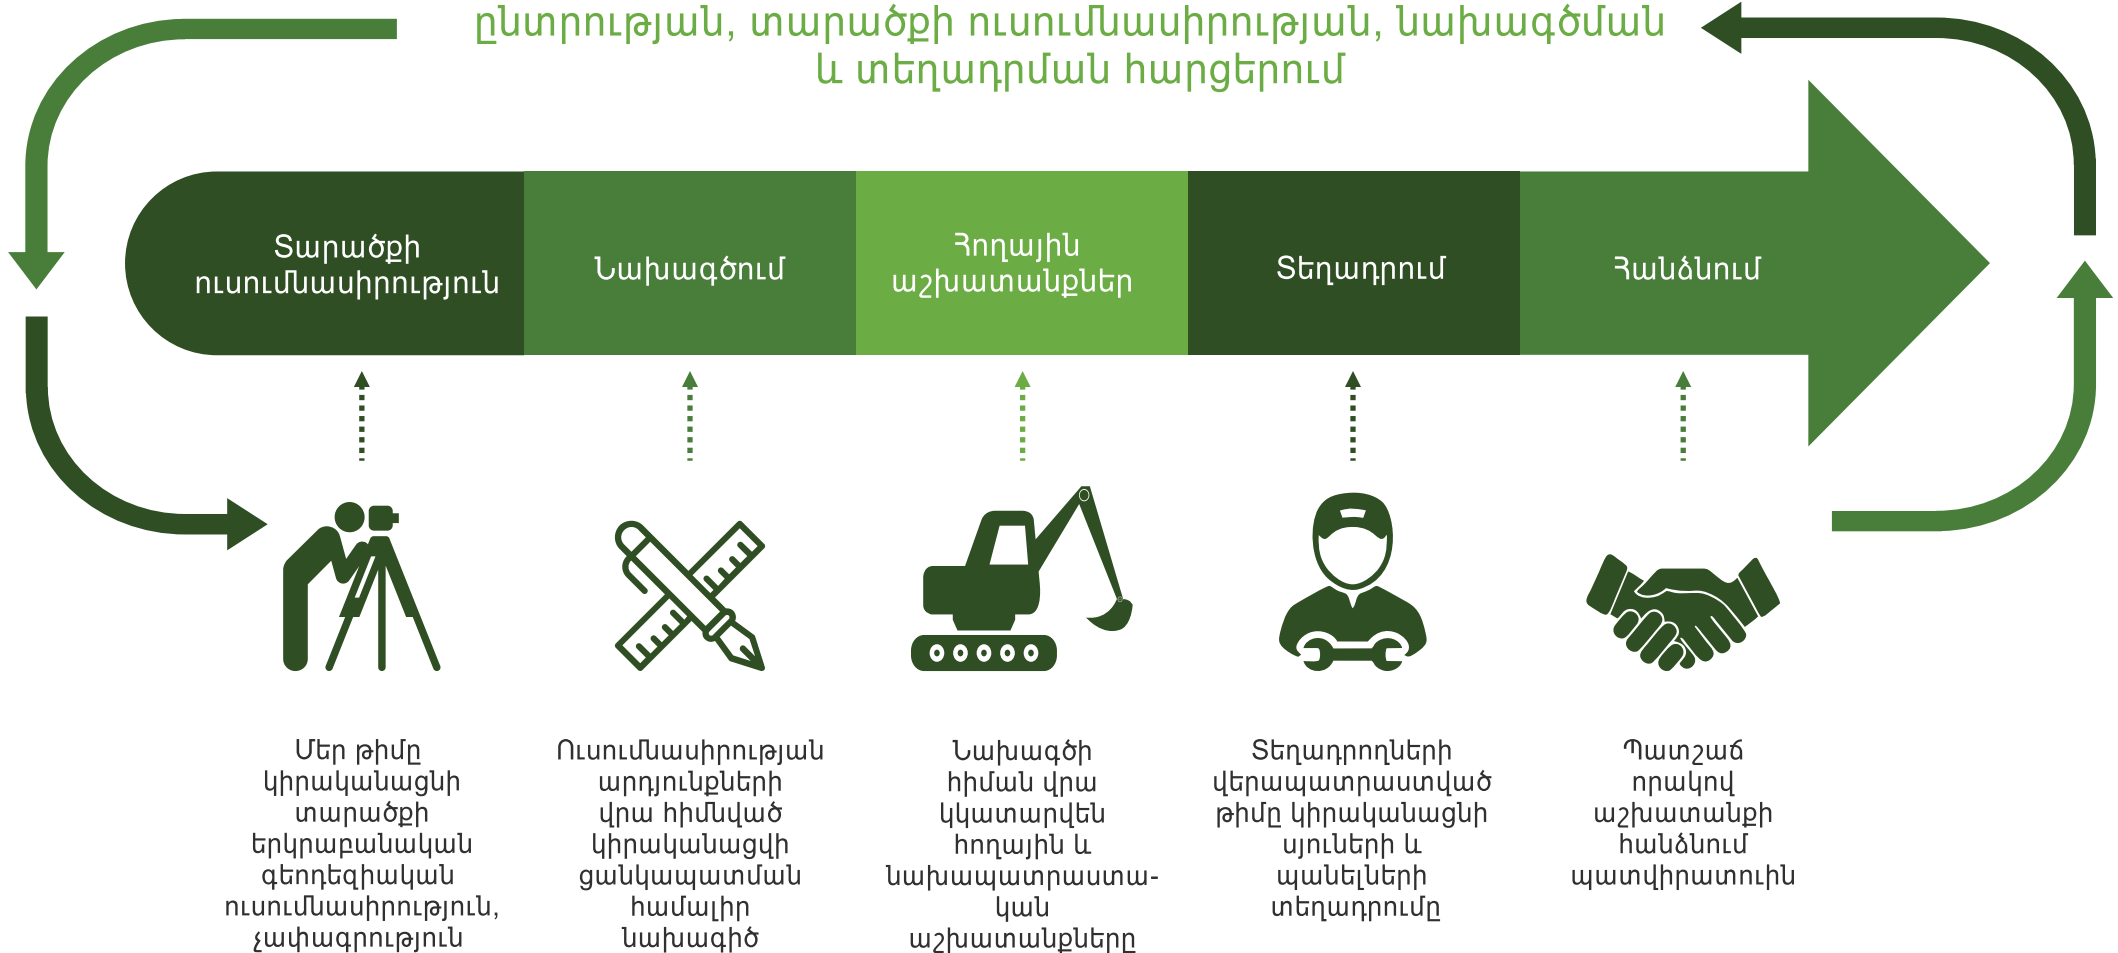 ընտրության, տարածքի ուսումնասիրության, նախագծման
և տեղադրման հարցերում
Տարածքի
ուսումնասիրություն
Նախագծում
Հողային
աշխատանքներ
Տեղադրում
Հանձնում
Մեր թիմը
կիրականացնի
տարածքի
երկրաբանական
գեոդեզիական
ուսումնասիրություն,
չափագրություն
Ուսումնասիրության
արդյունքների
վրա հիմնված
կիրականացվի
ցանկապատման
համալիր
նախագիծ
Նախագծի
հիման վրա
կկատարվեն
հողային և
նախապատրաստա-
կան
աշխատանքները
Տեղադրողների
վերապատրաստված
թիմը կիրականացնի
սյուների և
պանելների
տեղադրումը
Պատշաճ
որակով
աշխատանքի
հանձնում
պատվիրատուին